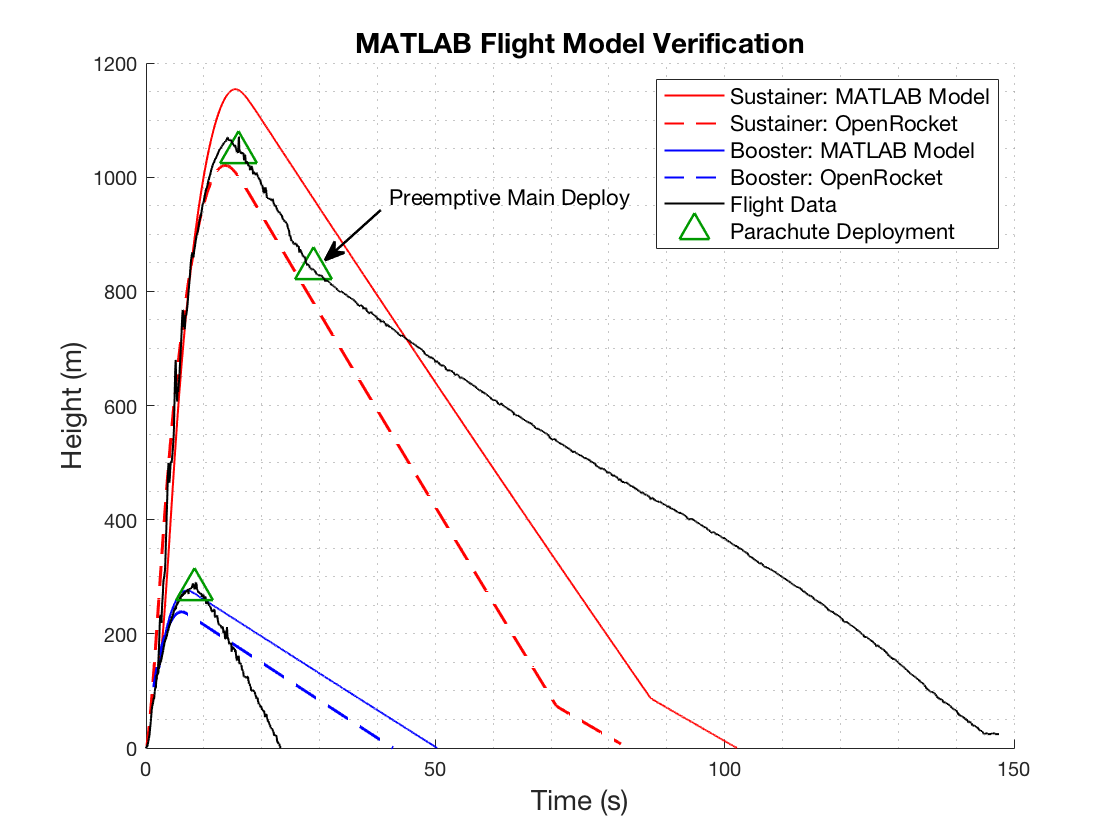 MATLAB Flight Model Verification
1200
1000
800
600
400
200
0
Height (m)
0
50
100
150
Time (s)
Preemptive Main Deploy
Sustainer: MATLAB Model
Sustainer: OpenRocket
Booster: MATLAB Model
Booster: OpenRocket
Flight Data
Parachute Deployment